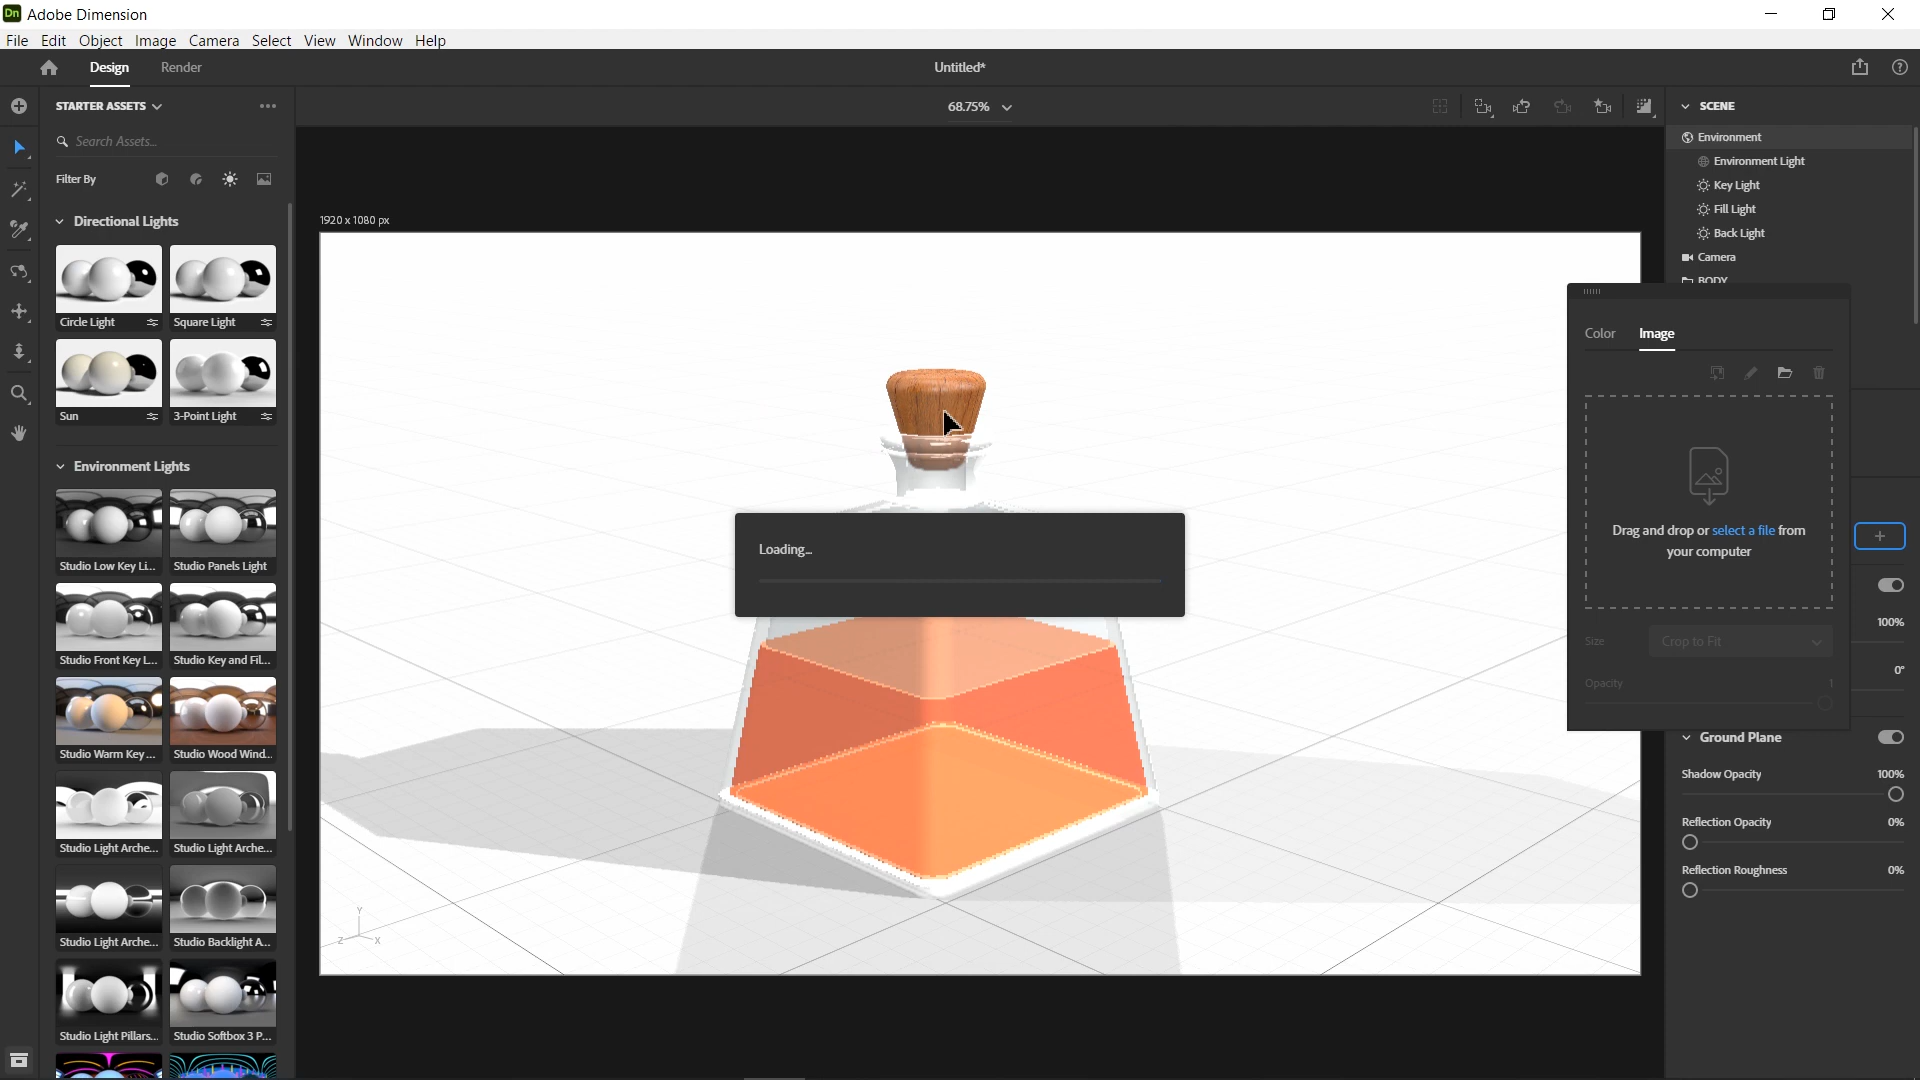 Dn Adobe Dimension
File Edit Object Image Camera Select View Window Help
Design Render Untitled*
STARTER ASSETS
68.75%
SCENE
Search Assets...
Filter By
Environment
Environment Light
Key Light
Fill Light
Back Light
Camera
BODY
Directional Lights
Circle Light
Square Light
Sun
3-Point Light
Environment Lights
Studio Low Key Li...
Studio Panels Light
Studio Front Key L...
Studio Key and Fil...
Studio Warm Key ...
Studio Wood Wind...
Studio Light Arche...
Studio Light Arche...
Studio Light Arche...
Studio Backlight A...
Studio Light Pillars...
Studio Softbox 3 P...
1920 x 1080 px
Loading...
Y
Z
X
Color Image
Drag and drop or select a file from
your computer
Size Crop to Fit
Opacity 1
100%
0°
Ground Plane
Shadow Opacity 100%
Reflection Opacity 0%
Reflection Roughness 0%